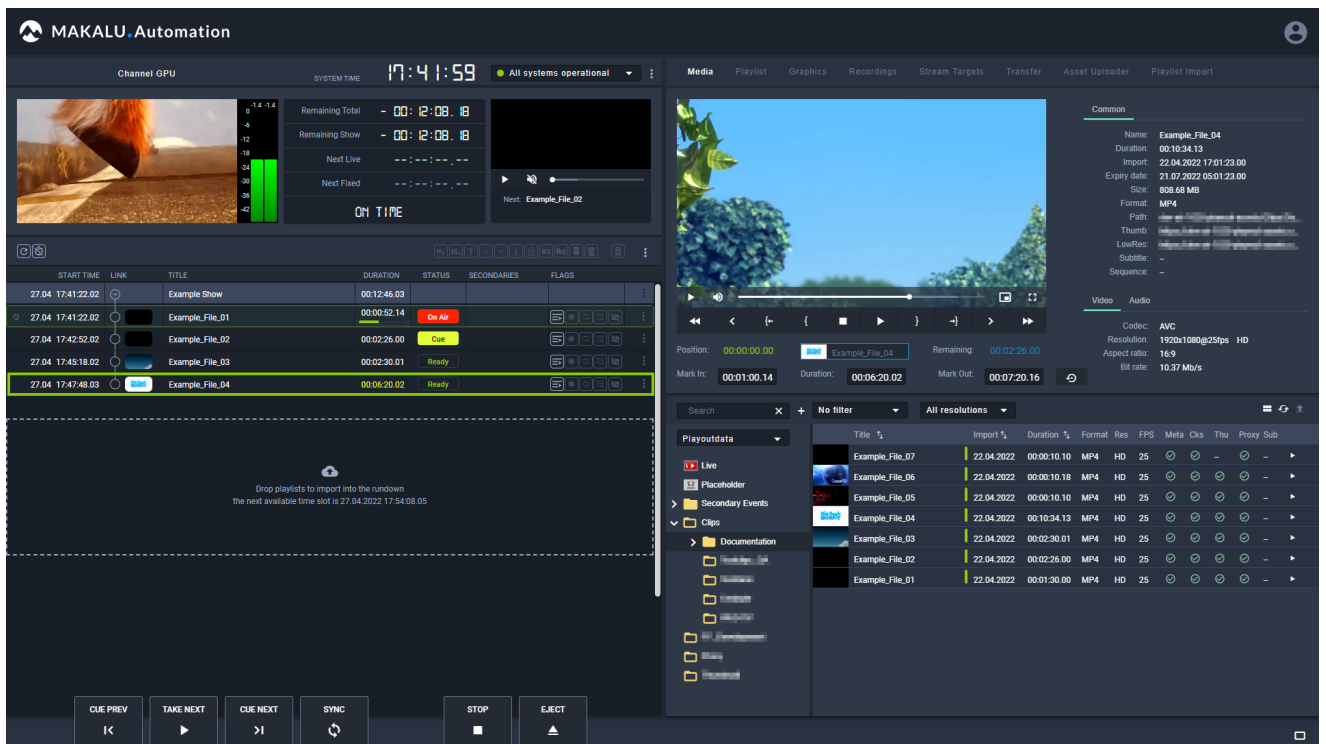 MAKALU.Automation
Channel GPU
SYSTEM TIME 17:41:59
All systems operational
-1.4 -1.4
0
-6
-12
-18
-24
-30
-36
-42
Remaining Total - 00:12:08.18
Remaining Show - 00:12:08.18
Next Live --:--:--.--
Next Fixed --:--:--.--
ON TIME
Next: Example_File_02
START TIME LINK TITLE DURATION STATUS SECONDARIES FLAGS
27.04 17:41:22.02 Example Show 00:12:46.03
27.04 17:41:22.02 Example_File_01 00:00:52.14 On Air
27.04 17:42:52.02 Example_File_02 00:02:26.00 Cue
27.04 17:45:18.02 Example_File_03 00:02:30.01 Ready
27.04 17:47:48.03 Example_File_04 00:06:20.02 Ready
Drop playlists to import into the rundown
the next available time slot is 27.04.2022 17:54:08.05
CUE PREV TAKE NEXT CUE NEXT SYNC STOP EJECT
Media Playlist Graphics Recordings Stream Targets Transfer Asset Uploader Playlist Import
Common
Name: Example_File_04
Duration: 00:10:34.13
Import: 22.04.2022 17:01:23.00
Expiry date: 21.07.2022 05:01:23.00
Size: 808.68 MB
Format: MP4
Path:
Thumb:
LowRes:
Subtitle: –
Sequence: –
Video Audio
Codec: AVC
Resolution: 1920x1080@25fps HD
Aspect ratio: 16:9
Bit rate: 10.37 Mb/s
Position: 00:00:00.00 Example_File_04 Remaining: 00:02:26.00
Mark In: 00:01:00.14 Duration: 00:06:20.02 Mark Out: 00:07:20.16
Search No filter All resolutions
Playoutdata
Live
Placeholder
Secondary Events
Clips
Documentation
Title Import Duration Format Res FPS Meta Cks Thu Proxy Sub
Example_File_07 22.04.2022 00:00:10.10 MP4 HD 25 – –
Example_File_06 22.04.2022 00:00:10.18 MP4 HD 25 –
Example_File_05 22.04.2022 00:00:10.10 MP4 HD 25 –
Example_File_04 22.04.2022 00:10:34.13 MP4 HD 25 –
Example_File_03 22.04.2022 00:02:30.01 MP4 HD 25 –
Example_File_02 22.04.2022 00:02:26.00 MP4 HD 25 –
Example_File_01 22.04.2022 00:01:30.00 MP4 HD 25 –